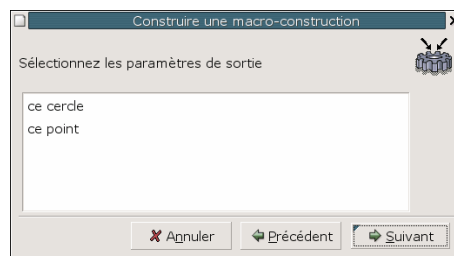 Construire une macro-construction
Sélectionnez les paramètres de sortie
ce cercle
ce point
Annuler
Précédent
Suivant